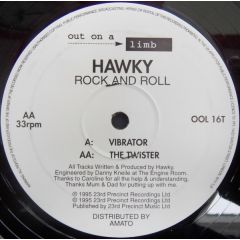 out on a
limb
HAWKY
ROCK AND ROLL
AA
33rpm
OOL 16T
A: VIBRATOR
AA: THE TWISTER
All Tracks Written & Produced by Hawky.
Engineered by Danny Kneale at The Engine Room.
Thanks to Caroline for all the help & understanding.
Thanks Mum & Dad for putting up with me.
℗ 1995 23rd Precinct Recordings Ltd
© 1995 23rd Precinct Recordings Ltd
Published by 23rd Precinct Music Ltd
DISTRIBUTED BY
AMATO